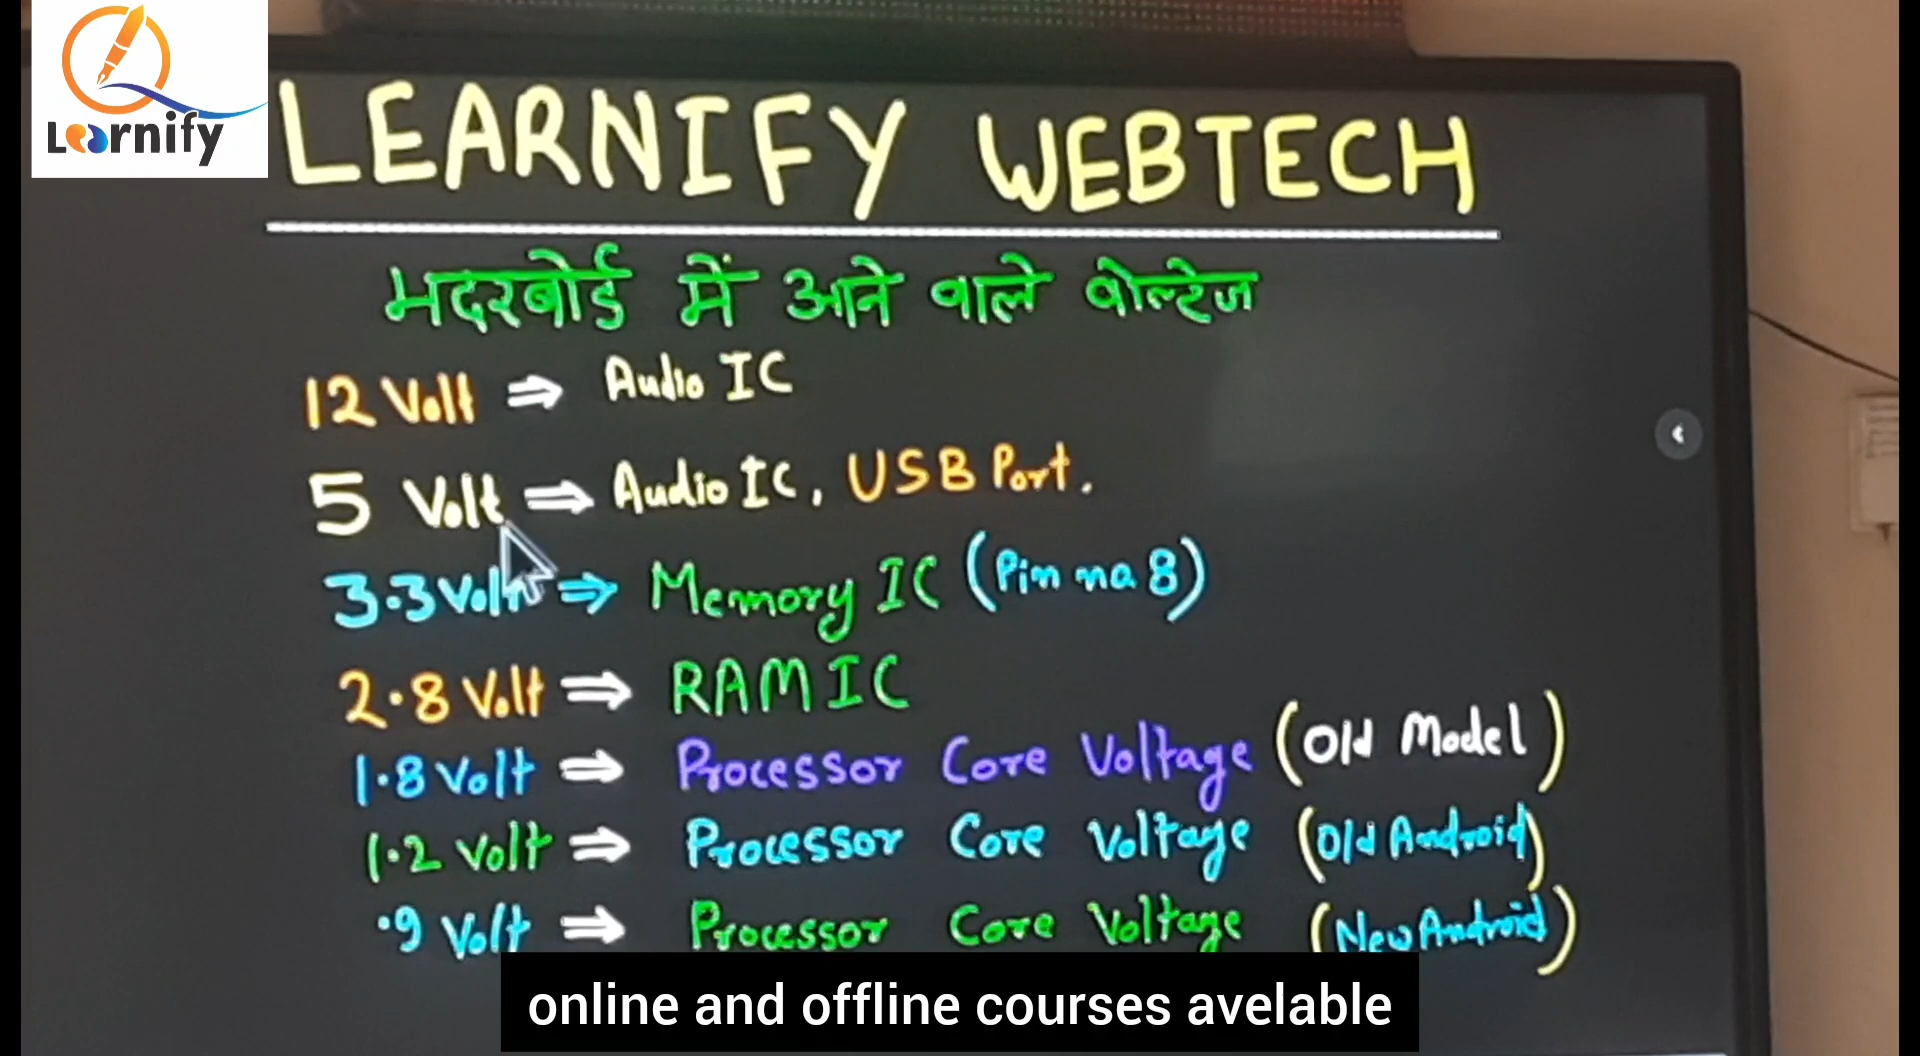 Learnify
LEARNIFY WEBTECH
मदरबोर्ड में आने वाले वोल्टेज
12 Volt ⇒ Audio IC
5 Volt ⇒ Audio IC, USB Port.
3.3 Volt ⇒ Memory IC (Pin na 8)
2.8 Volt ⇒ RAM IC
1.8 Volt ⇒ Processor Core Voltage (Old Model)
1.2 Volt ⇒ Processor Core Voltage (Old Android)
.9 Volt ⇒ Processor Core Voltage (New Android)
online and offline courses avelable